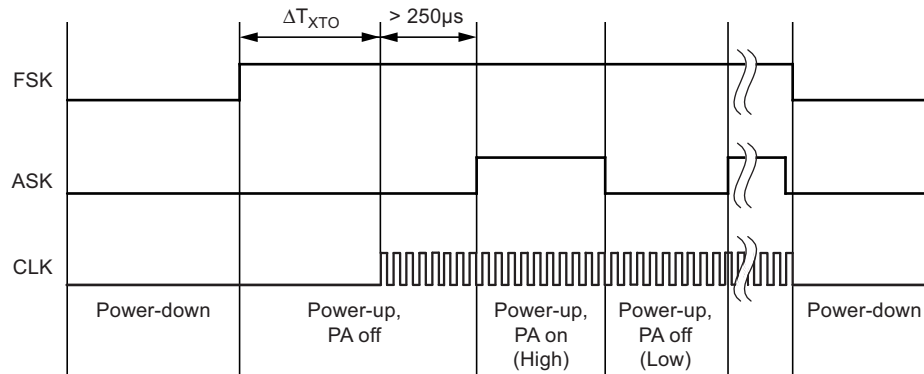 ΔTXTO
> 250µs
FSK
ASK
CLK
Power-down
Power-up,
PA off
Power-up,
PA on
(High)
Power-up,
PA off
(Low)
Power-down